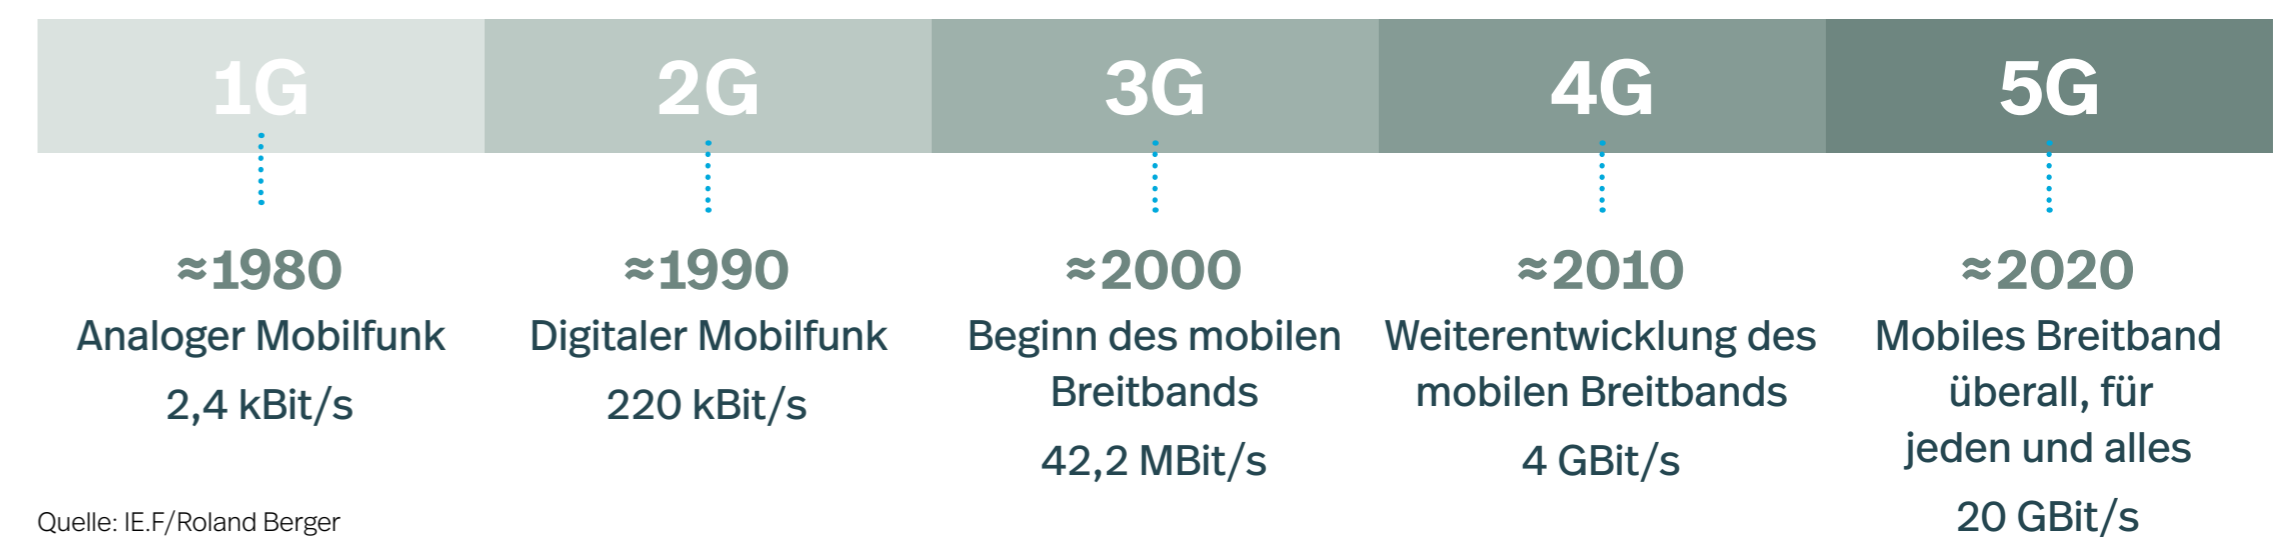 1G
2G
3G
4G
5G
≈1980
Analoger Mobilfunk
2,4 kBit/s
≈1990
Digitaler Mobilfunk
220 kBit/s
≈2000
Beginn des mobilen
Breitbands
42,2 MBit/s
≈2010
Weiterentwicklung des
mobilen Breitbands
4 GBit/s
≈2020
Mobiles Breitband
überall, für
jeden und alles
20 GBit/s
Quelle: IE.F/Roland Berger